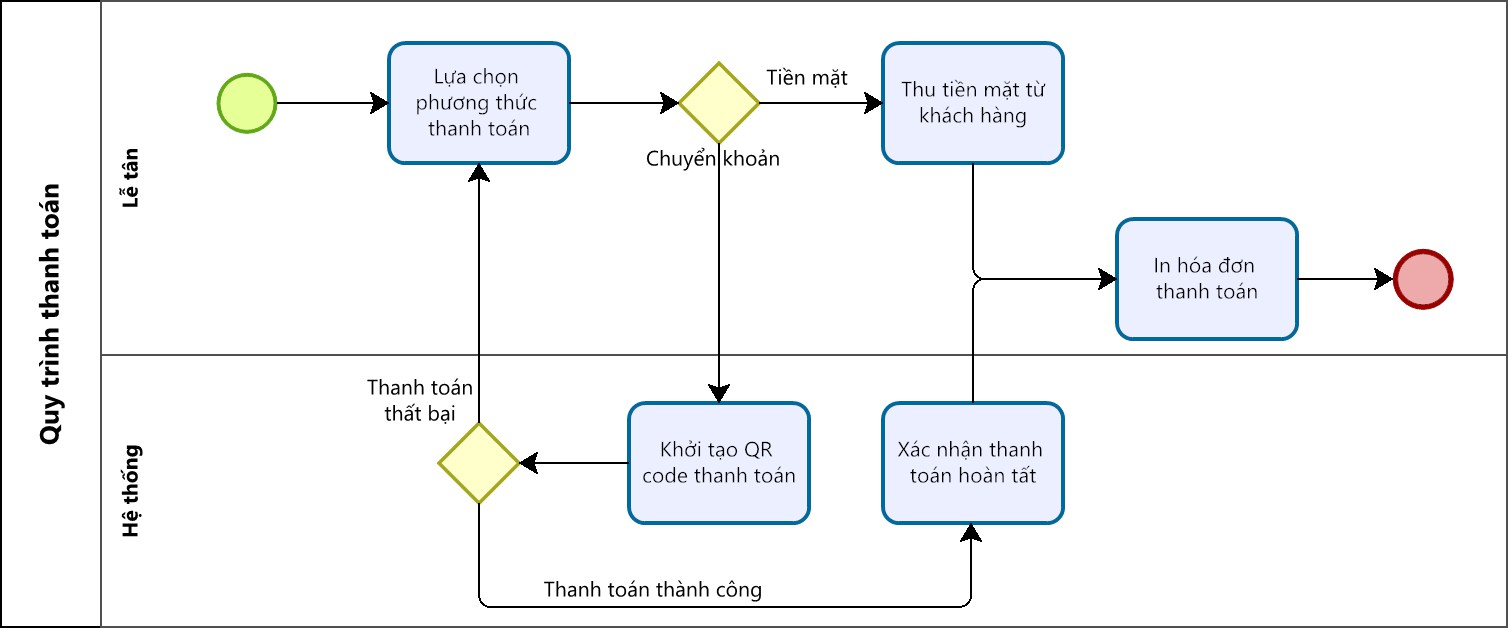 Quy trình thanh toán
Lễ tân
Lựa chọn
phương thức
thanh toán
Tiền mặt
Thu tiền mặt từ
khách hàng
Chuyển khoản
In hóa đơn
thanh toán
Hệ thống
Thanh toán
thất bại
Khởi tạo QR
code thanh toán
Xác nhận thanh
toán hoàn tất
Thanh toán thành công